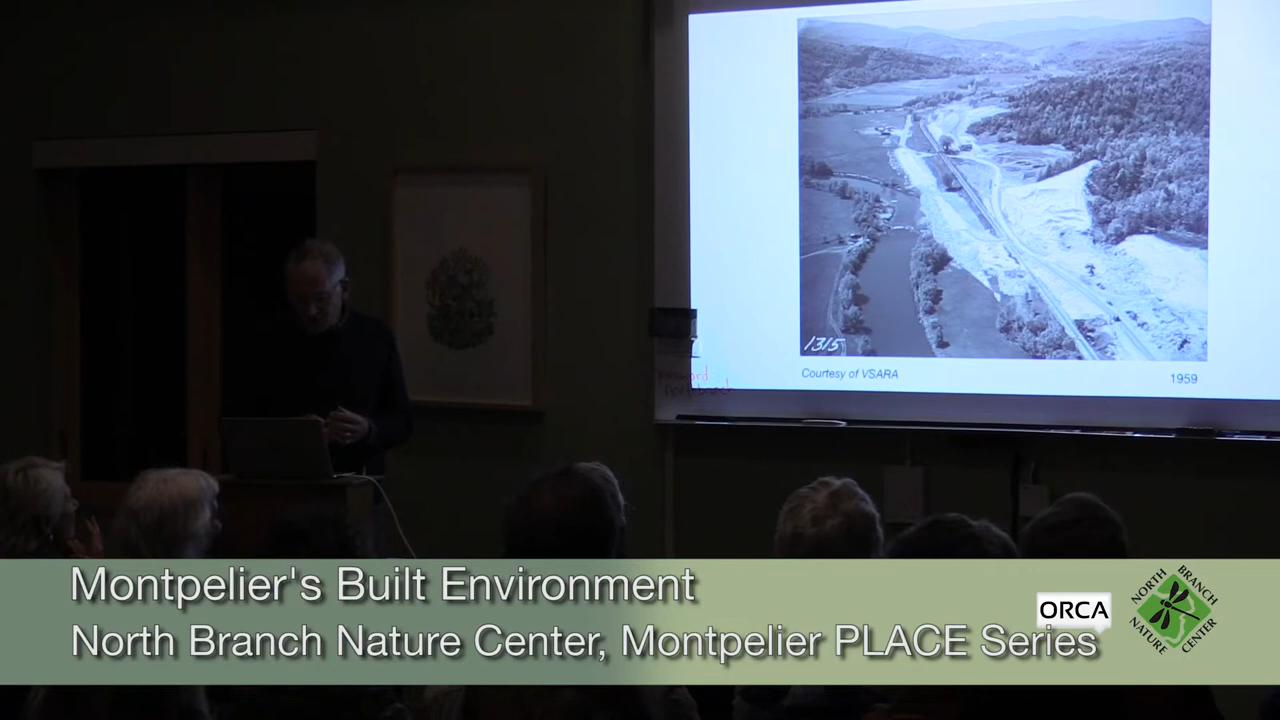 1315
Courtesy of VSARA
1959
Montpelier's Built Environment
North Branch Nature Center, Montpelier PLACE Series
ORCA
NORTH BRANCH
NATURE CENTER